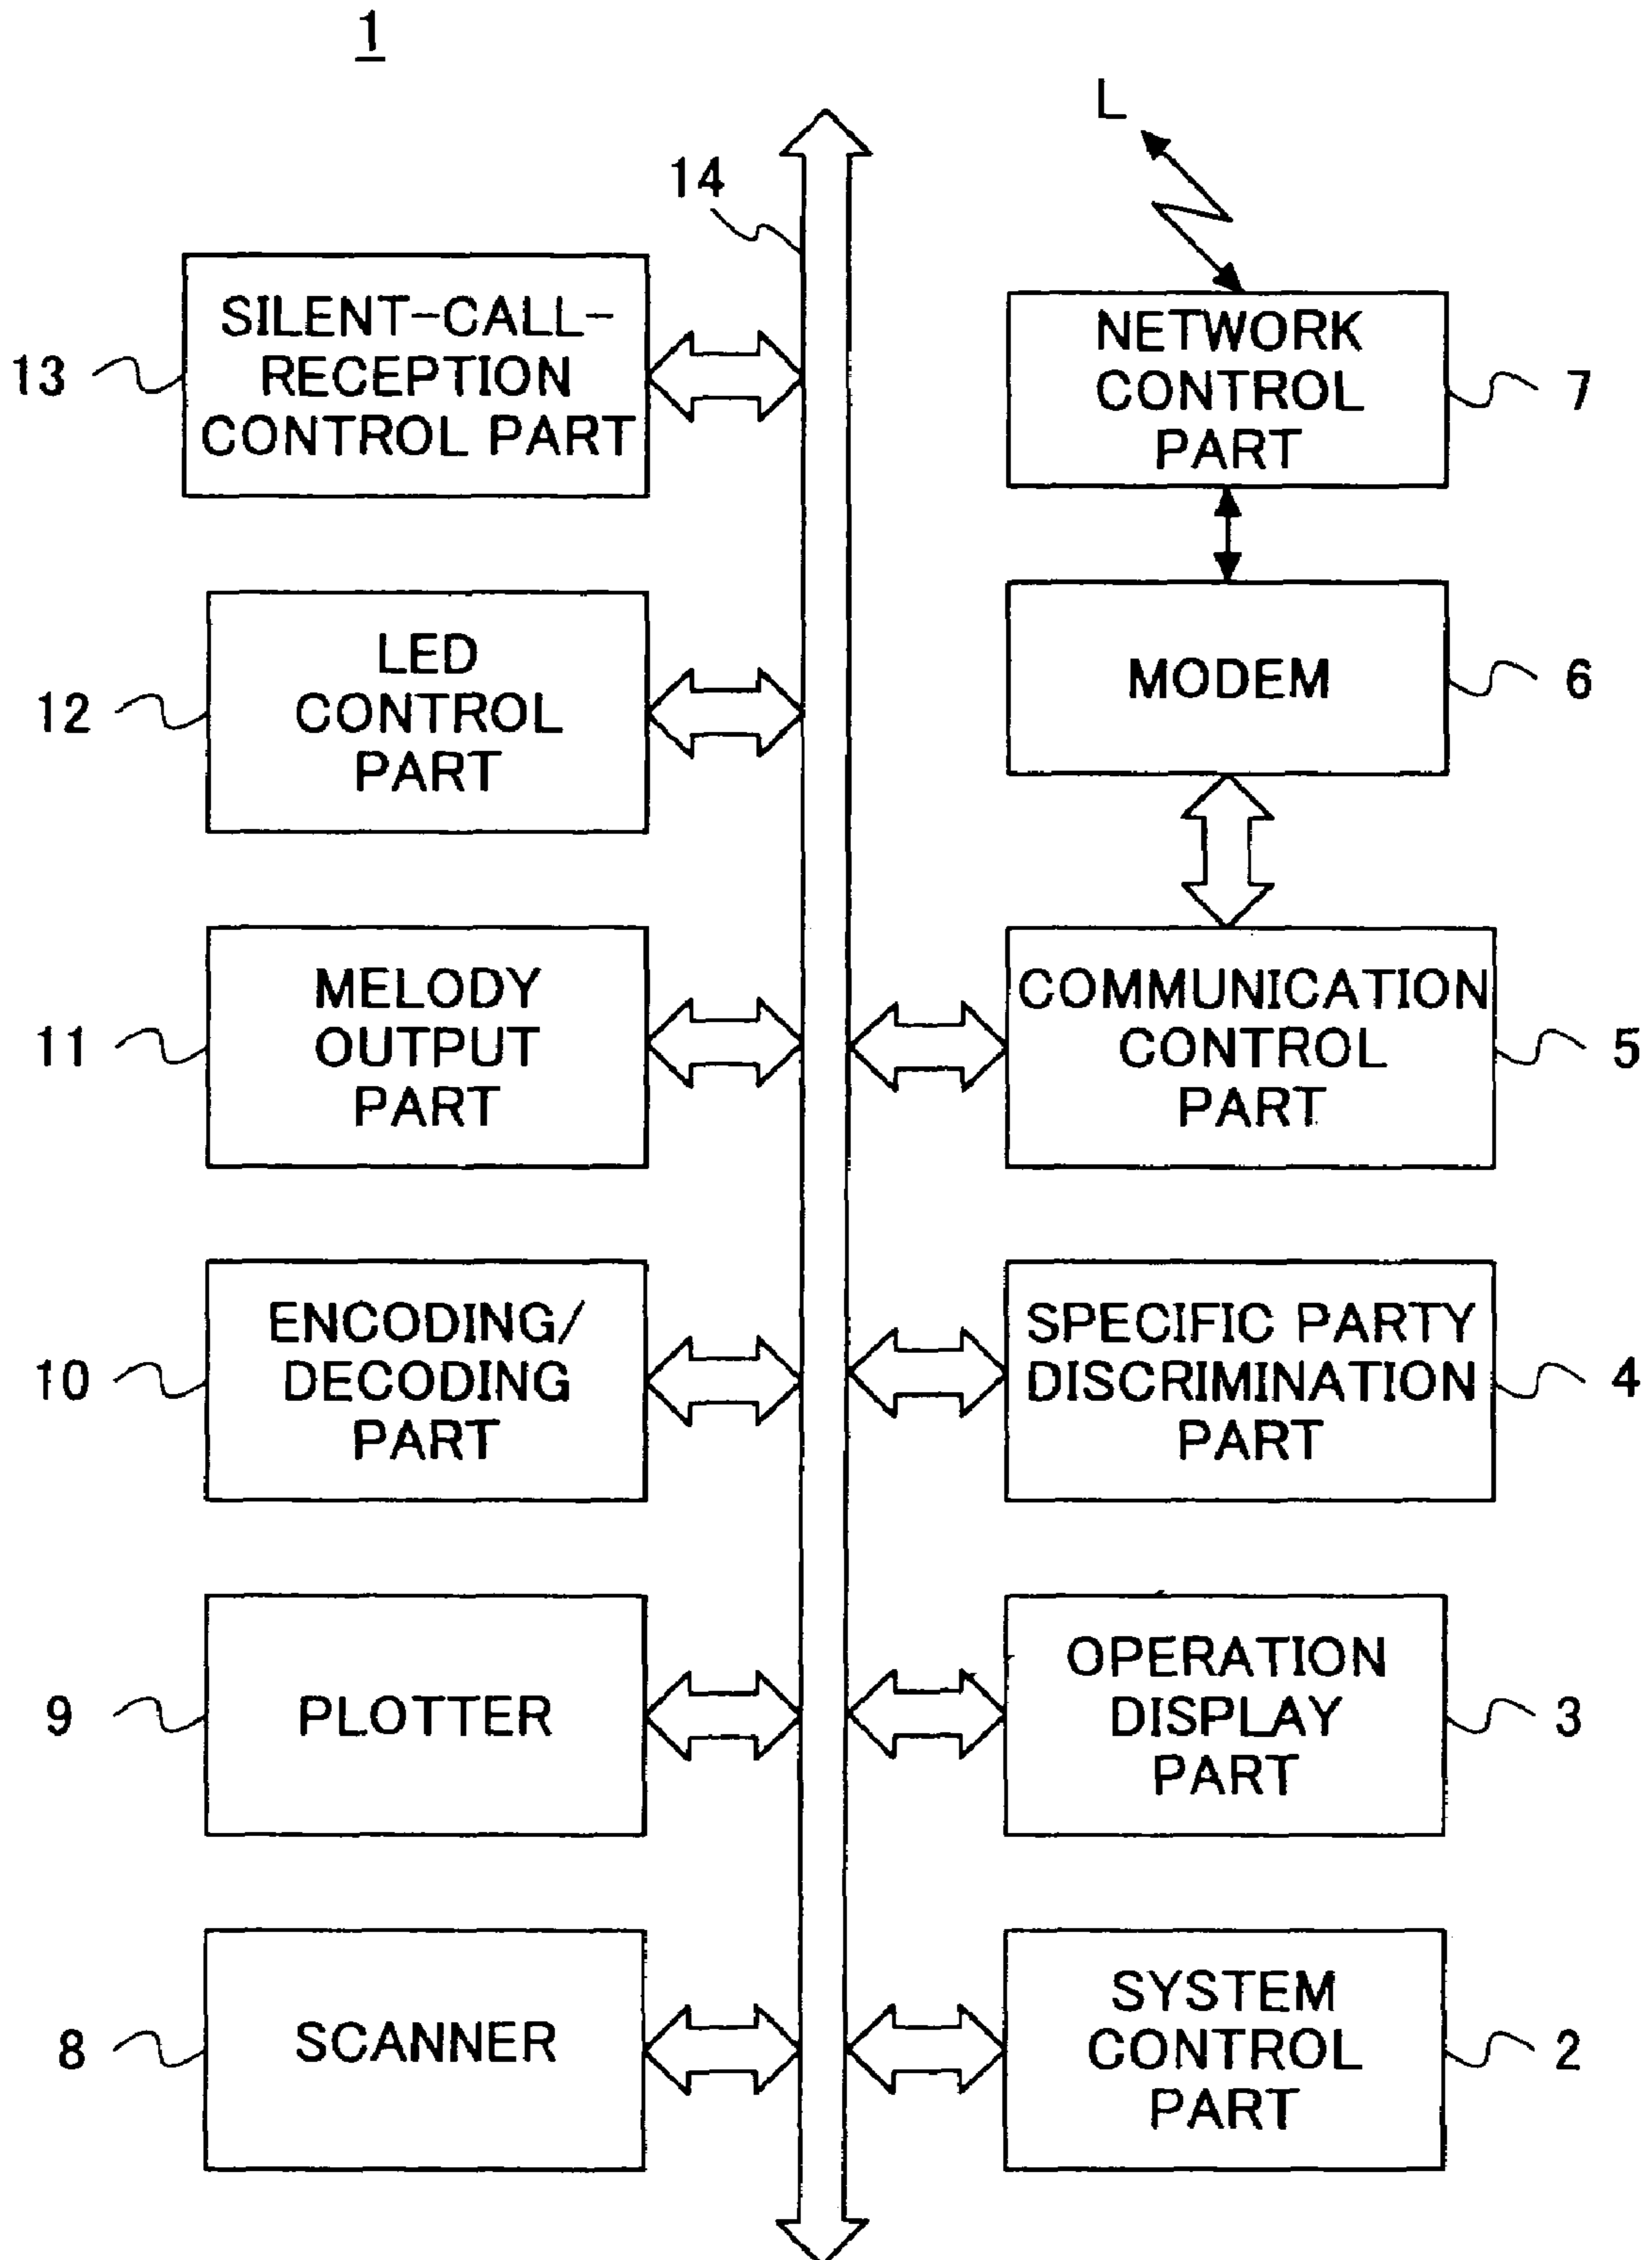 1
L
14
SILENT-CALL-
RECEPTION
CONTROL PART
13
NETWORK
CONTROL
PART
7
LED
CONTROL
PART
12
MODEM
6
MELODY
OUTPUT
PART
11
COMMUNICATION
CONTROL
PART
5
ENCODING/
DECODING
PART
10
SPECIFIC PARTY
DISCRIMINATION
PART
4
PLOTTER
9
OPERATION
DISPLAY
PART
3
SCANNER
8
SYSTEM
CONTROL
PART
2